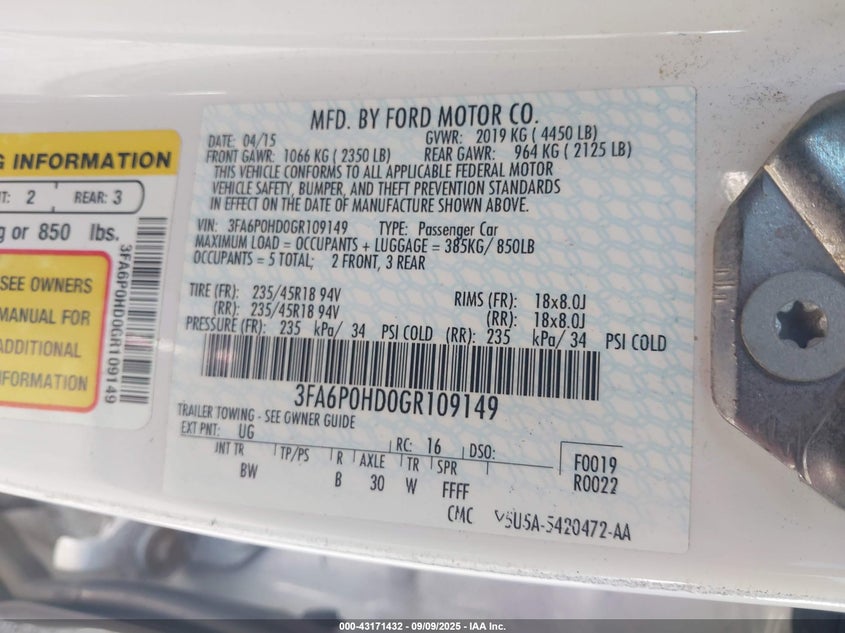 G INFORMATION
NT: 2 REAR: 3
g or 850 lbs.
SEE OWNERS
MANUAL FOR
ADDITIONAL
INFORMATION
3FA6P0HD0GR109149
MFD. BY FORD MOTOR CO.
DATE: 04/15 GVWR: 2019 KG ( 4450 LB)
FRONT GAWR: 1066 KG ( 2350 LB) REAR GAWR: 964 KG ( 2125 LB)
THIS VEHICLE CONFORMS TO ALL APPLICABLE FEDERAL MOTOR
VEHICLE SAFETY, BUMPER, AND THEFT PREVENTION STANDARDS
IN EFFECT ON THE DATE OF MANUFACTURE SHOWN ABOVE.
VIN: 3FA6P0HD0GR109149 TYPE: Passenger Car
MAXIMUM LOAD = OCCUPANTS + LUGGAGE = 385KG/ 850LB
OCCUPANTS = 5 TOTAL; 2 FRONT, 3 REAR
TIRE (FR): 235/45R18 94V RIMS (FR): 18x8.0J
(RR): 235/45R18 94V (RR): 18x8.0J
PRESSURE (FR): 235 kPa/ 34 PSI COLD (RR): 235 kPa/ 34 PSI COLD
3FA6P0HD0GR109149
TRAILER TOWING - SEE OWNER GUIDE
EXT PNT: UG RC: 16 DSO:
INT TR TP/PS R AXLE TR SPR F0019
BW B 30 W FFFF R0022
CMC V5U5A-5420472-AA
000-43171432 - 09/09/2025 - IAA Inc.